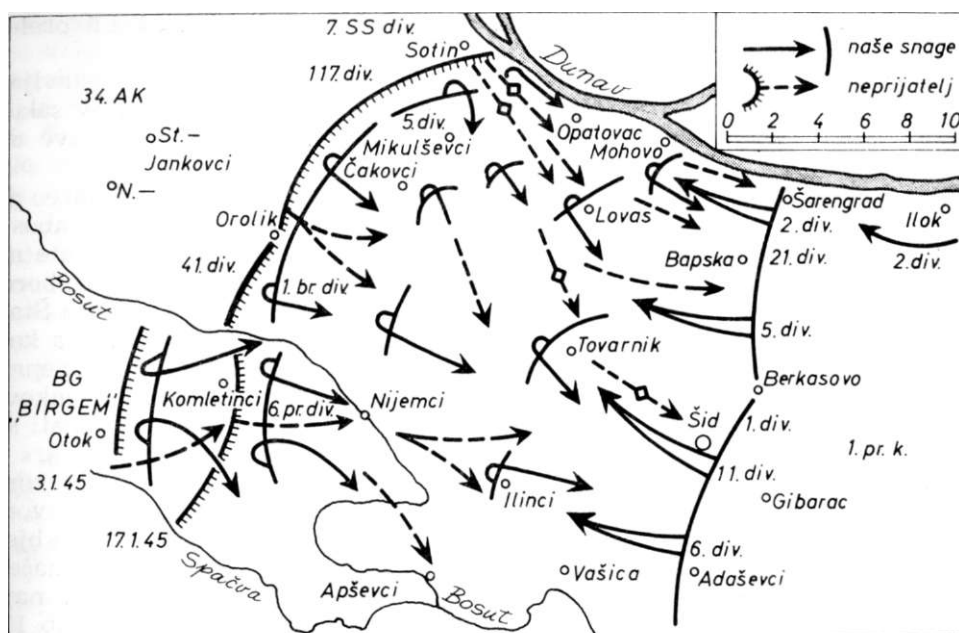 7. SS div.
Sotin
Dunav
naše snage
neprijatelj
0 2 4 6 8 10
117. div.
34. AK
St.-
Jankovci
N.-
5. div.
Mikulševci
Čakovci
Opatovac
Mohovo
Orolik
Lovas
Šarengrad
Ilok
2. div.
2. div.
21. div.
Bapska
41. div.
1. br. div.
Bosut
5. div.
Tovarnik
BG
"BIRGEM"
Otok
Komletinci
6. pr. div.
Nijemci
Berkasovo
Šid
1. div.
1. pr. k.
11. div.
3.1.45
Ilinci
Gibarac
17.1.45
6. div.
Spačva
Apševci
Bosut
Vašica
Adaševci